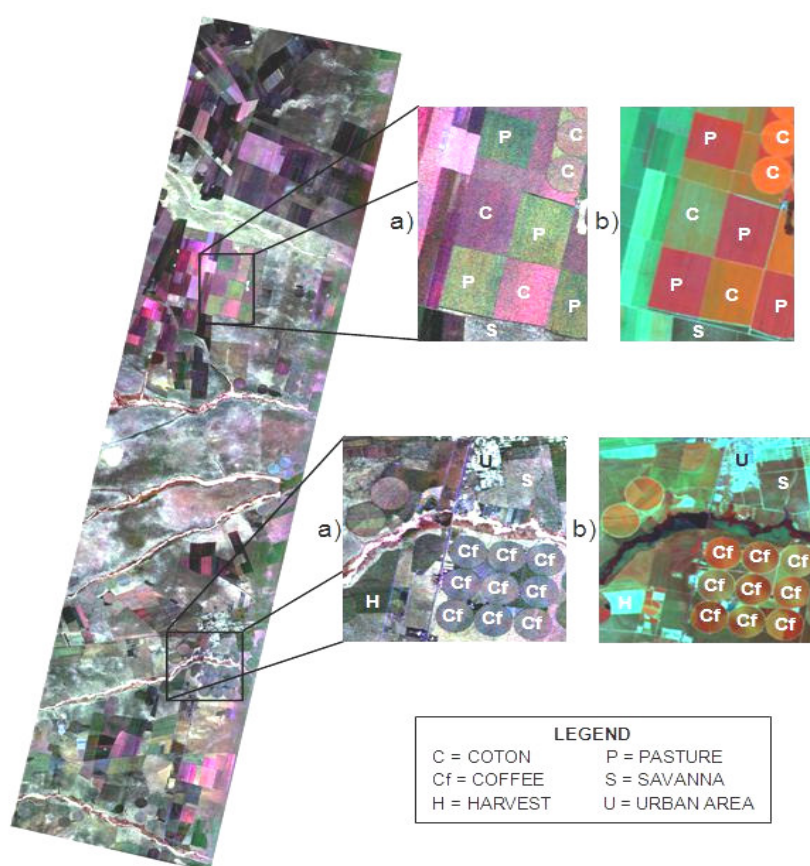 P C P C
C C
a) C b) C
P P
P C P P C P
S S
U S U S
a) b)
Cf Cf Cf Cf Cf Cf
H Cf Cf Cf H Cf Cf Cf
Cf Cf Cf Cf Cf Cf
LEGEND
C = COTON P = PASTURE
Cf = COFFEE S = SAVANNA
H = HARVEST U = URBAN AREA